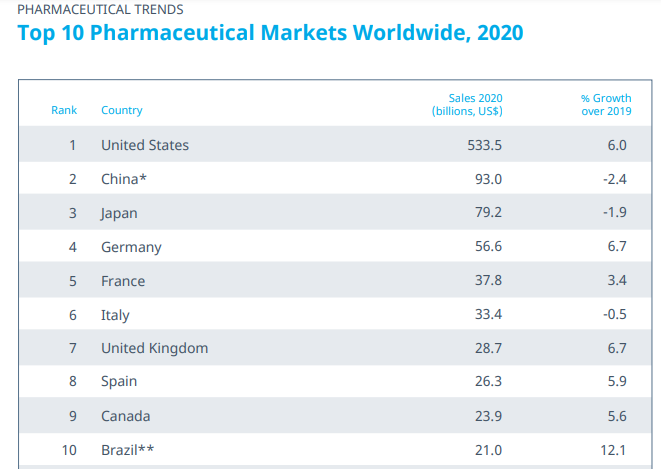 PHARMACEUTICAL TRENDS
Top 10 Pharmaceutical Markets Worldwide, 2020
Rank Country Sales 2020 (billions, US$) % Growth over 2019
1 United States 533.5 6.0
2 China* 93.0 -2.4
3 Japan 79.2 -1.9
4 Germany 56.6 6.7
5 France 37.8 3.4
6 Italy 33.4 -0.5
7 United Kingdom 28.7 6.7
8 Spain 26.3 5.9
9 Canada 23.9 5.6
10 Brazil** 21.0 12.1